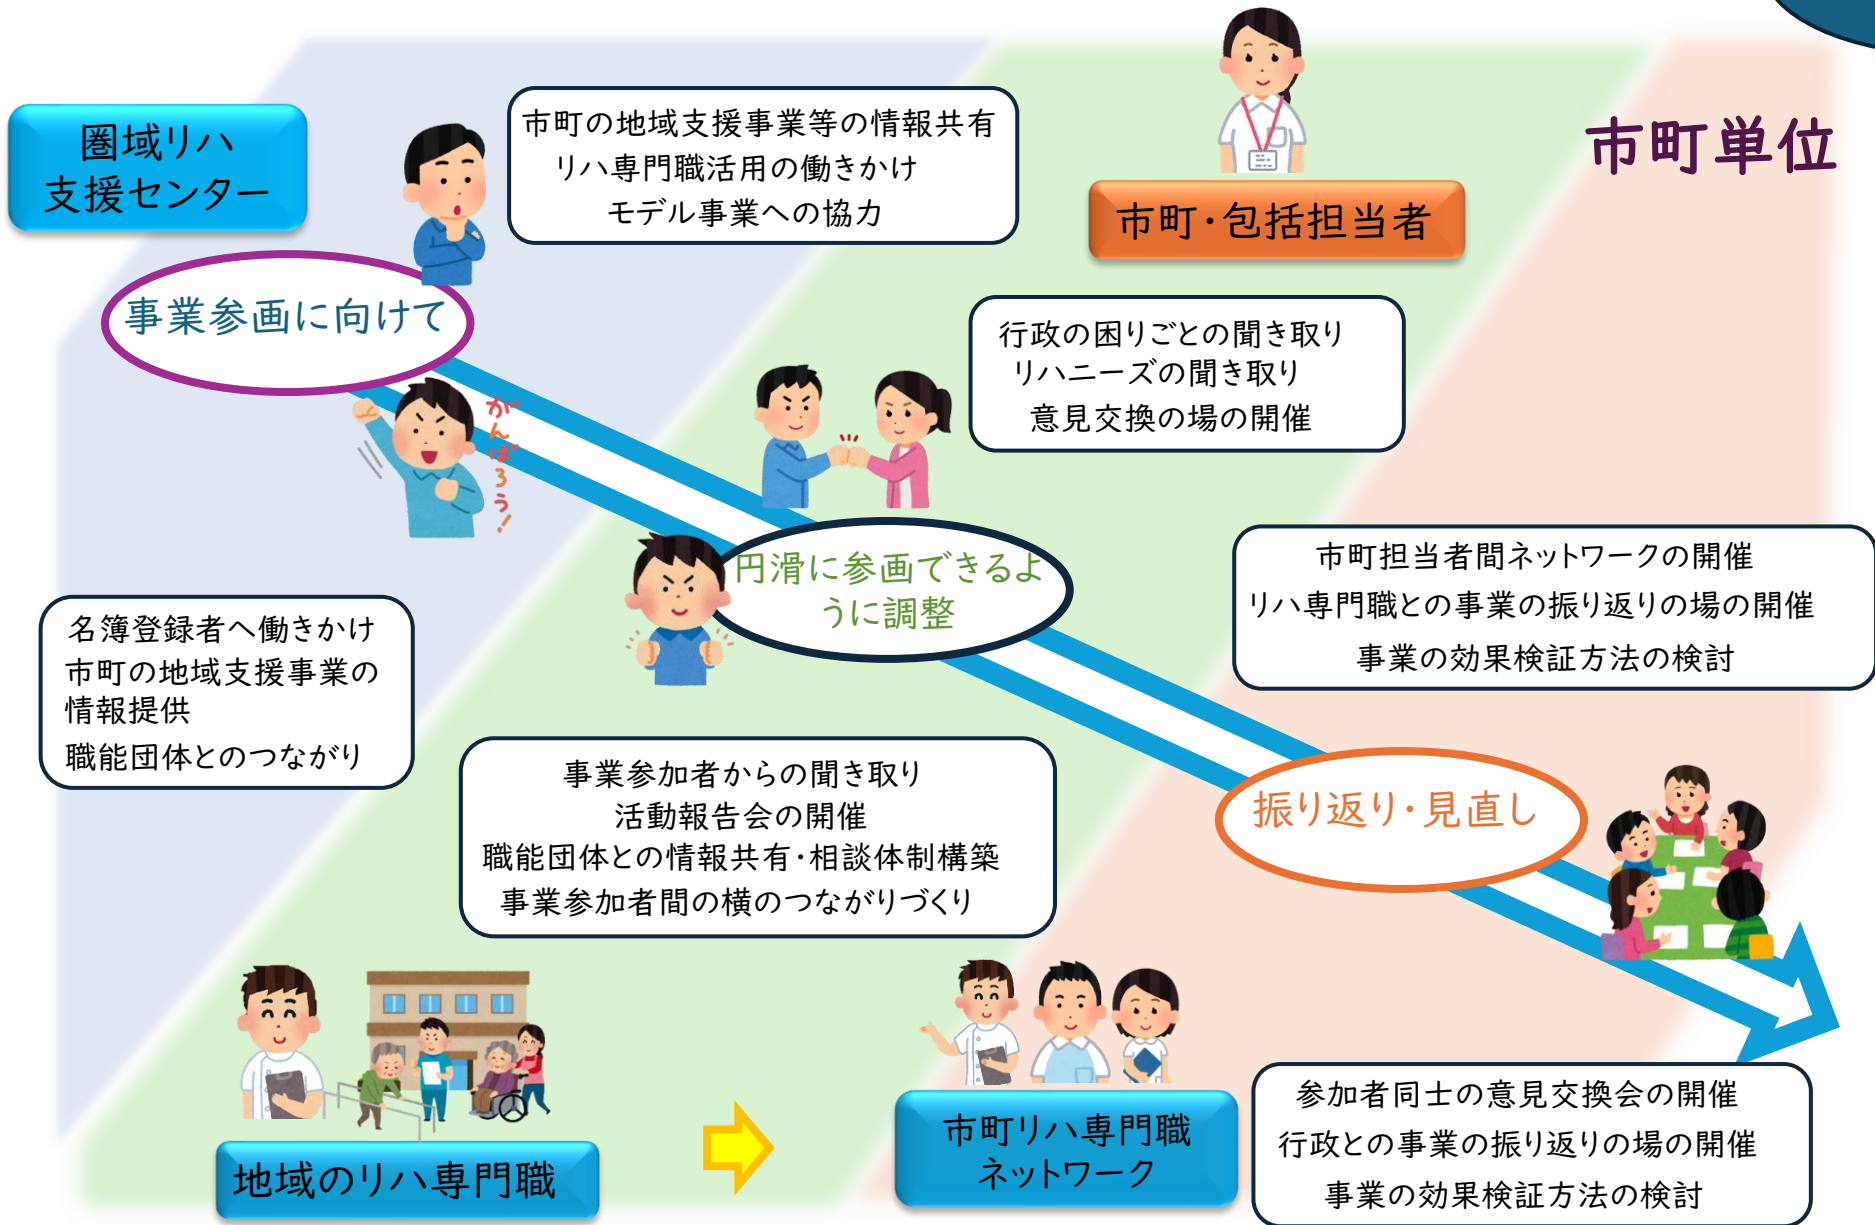 圏域リハ
支援センター
市町の地域支援事業等の情報共有
リハ専門職活用の働きかけ
モデル事業への協力
市町単位
市町・包括担当者
事業参画に向けて
行政の困りごとの聞き取り
リハニーズの聞き取り
意見交換の場の開催
がんばろう!
円滑に参画できるよ
うに調整
市町担当者間ネットワークの開催
リハ専門職との事業の振り返りの場の開催
事業の効果検証方法の検討
名簿登録者へ働きかけ
市町の地域支援事業の
情報提供
職能団体とのつながり
事業参加者からの聞き取り
活動報告会の開催
職能団体との情報共有・相談体制構築
事業参加者間の横のつながりづくり
振り返り・見直し
地域のリハ専門職
市町リハ専門職
ネットワーク
参加者同士の意見交換会の開催
行政との事業の振り返りの場の開催
事業の効果検証方法の検討